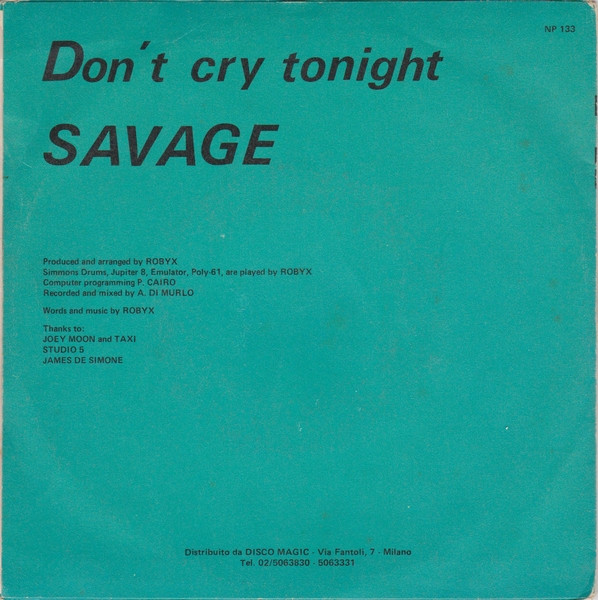 NP 133
Don't cry tonight
SAVAGE
Produced and arranged by ROBYX
Simmons Drums, Jupiter 8, Emulator, Poly-61, are played by ROBYX
Computer programming P. CAIRO
Recorded and mixed by A. DI MURLO
Words and music by ROBYX
Thanks to:
JOEY MOON and TAXI
STUDIO 5
JAMES DE SIMONE
Distribuito da DISCO MAGIC - Via Fantoli, 7 - Milano
Tel. 02/5063830 - 5063331